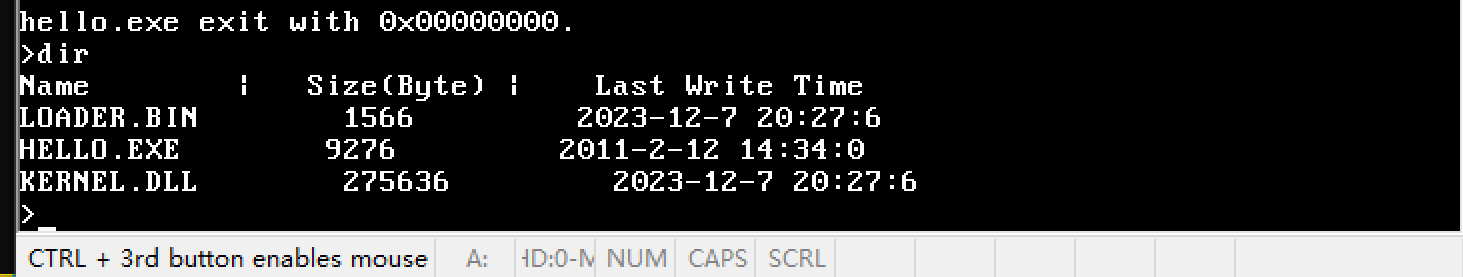 hello.exe exit with 0x00000000.
>dir
Name | Size(Byte) | Last Write Time
LOADER.BIN 1566 2023-12-7 20:27:6
HELLO.EXE 9276 2011-2-12 14:34:0
KERNEL.DLL 275636 2023-12-7 20:27:6
>_
CTRL + 3rd button enables mouse A: HD:0-M NUM CAPS SCRL